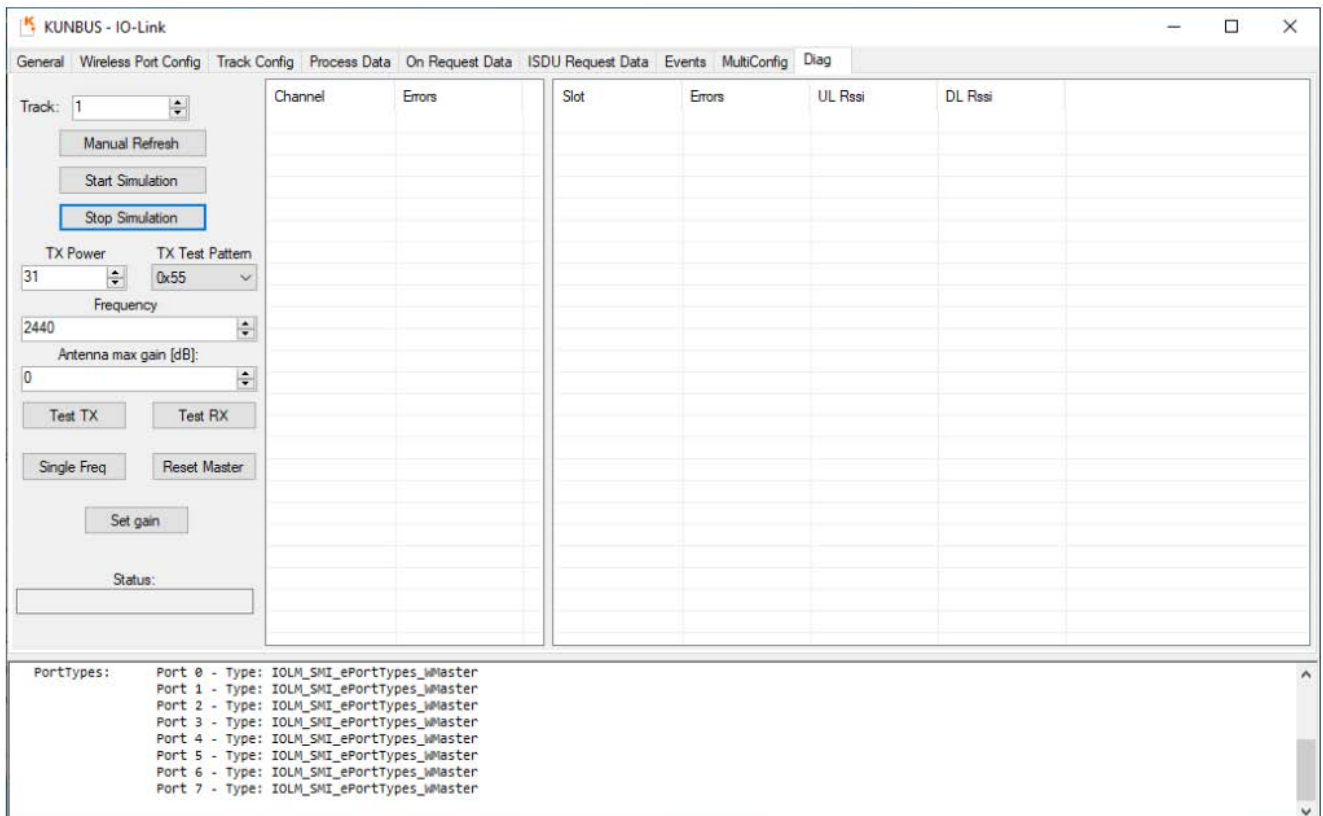 KUNBUS - IO-Link
General Wireless Port Config Track Config Process Data On Request Data ISDU Request Data Events MultiConfig Diag
Track: 1
Manual Refresh
Start Simulation
Stop Simulation
TX Power TX Test Pattern
31 0x55
Frequency
2440
Antenna max gain [dB]:
0
Test TX Test RX
Single Freq Reset Master
Set gain
Status:
Channel Errors
Slot Errors UL Rssi DL Rssi
PortTypes: Port 0 - Type: IOLM_SMI_ePortTypes_WMaster
Port 1 - Type: IOLM_SMI_ePortTypes_WMaster
Port 2 - Type: IOLM_SMI_ePortTypes_WMaster
Port 3 - Type: IOLM_SMI_ePortTypes_WMaster
Port 4 - Type: IOLM_SMI_ePortTypes_WMaster
Port 5 - Type: IOLM_SMI_ePortTypes_WMaster
Port 6 - Type: IOLM_SMI_ePortTypes_WMaster
Port 7 - Type: IOLM_SMI_ePortTypes_WMaster